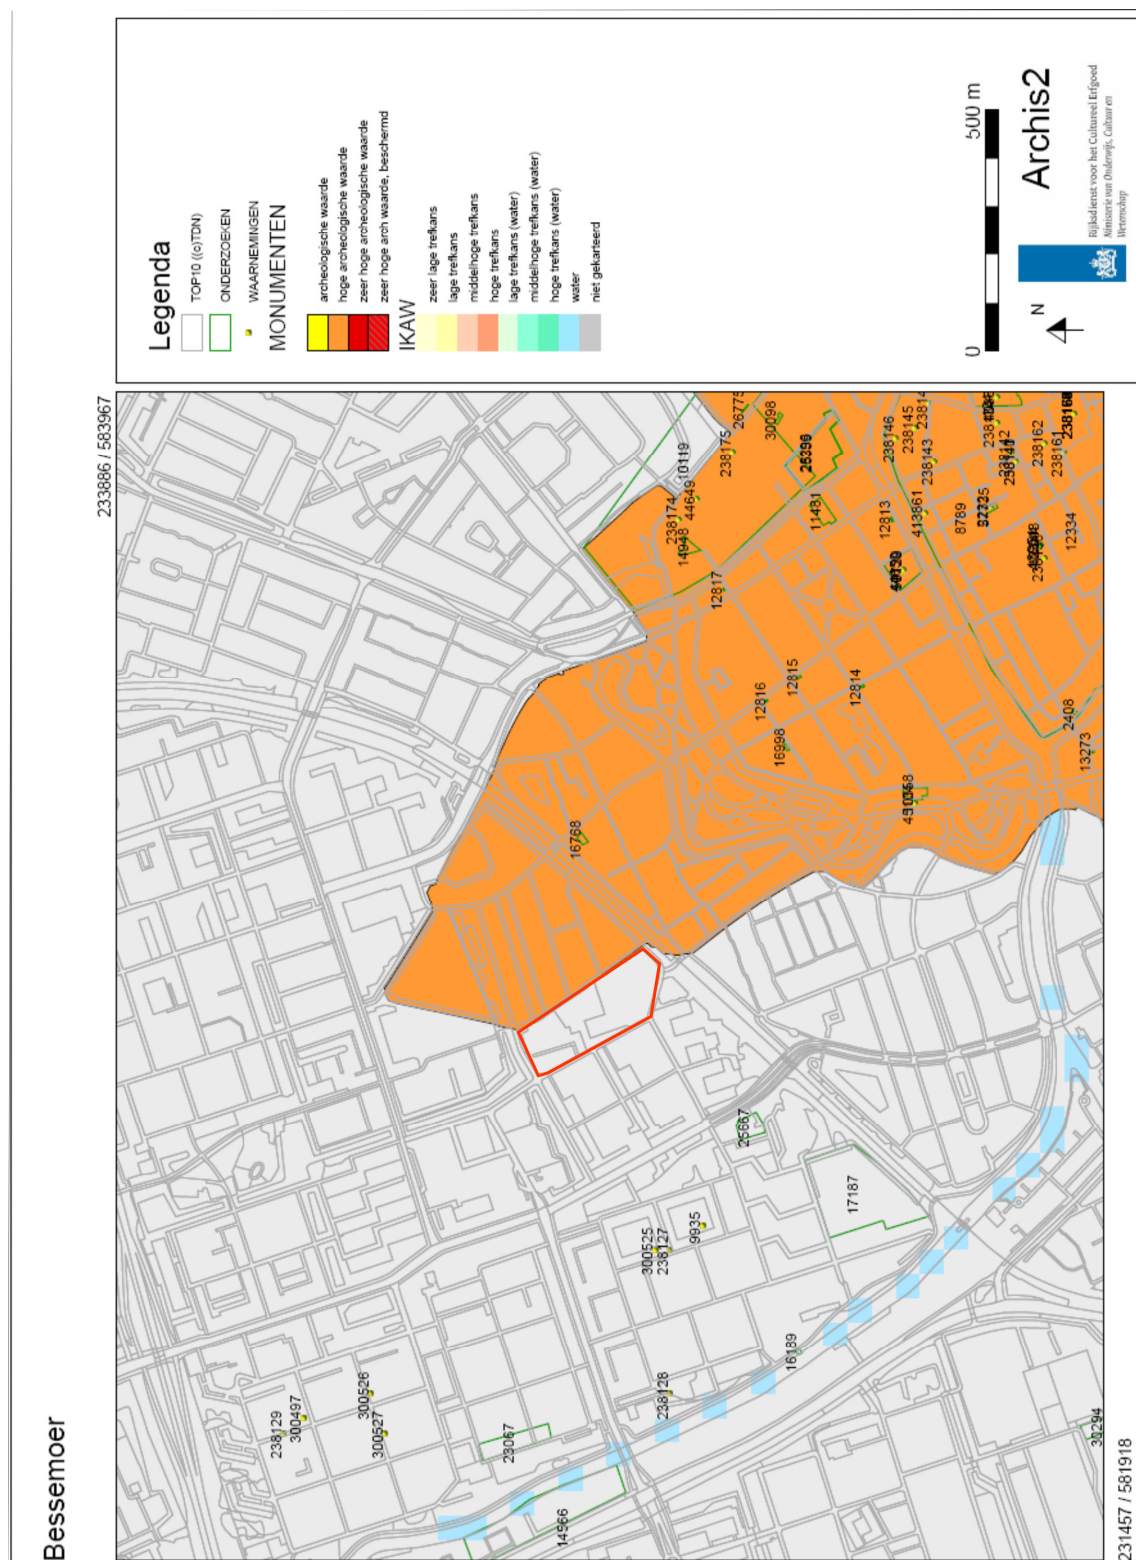 Bessemoer
233886 / 583967
231457 / 581918
Legenda
TOP10 ((c)TDN)
ONDERZOEKEN
WAARNEMINGEN
MONUMENTEN
archeologische waarde
hoge archeologische waarde
zeer hoge archeologische waarde
zeer hoge arch waarde, beschermd
IKAW
zeer lage trefkans
lage trefkans
middelhoge trefkans
hoge trefkans
lage trefkans (water)
middelhoge trefkans (water)
hoge trefkans (water)
water
niet gekarteerd
0
500 m
N
Archis2
Rijksdienst voor het Cultureel Erfgoed
Ministerie van Onderwijs, Cultuur en
Wetenschap
238129
300497
300526
300527
23067
14966
238128
16189
30294
300525
238127
9935
25667
17187
16768
16998
12816
12815
12814
12817
14948
238174
44649
10119
238175
26775
30098
11431
12813
413861
238146
238145
238143
8789
238162
238161
12334
2408
13273